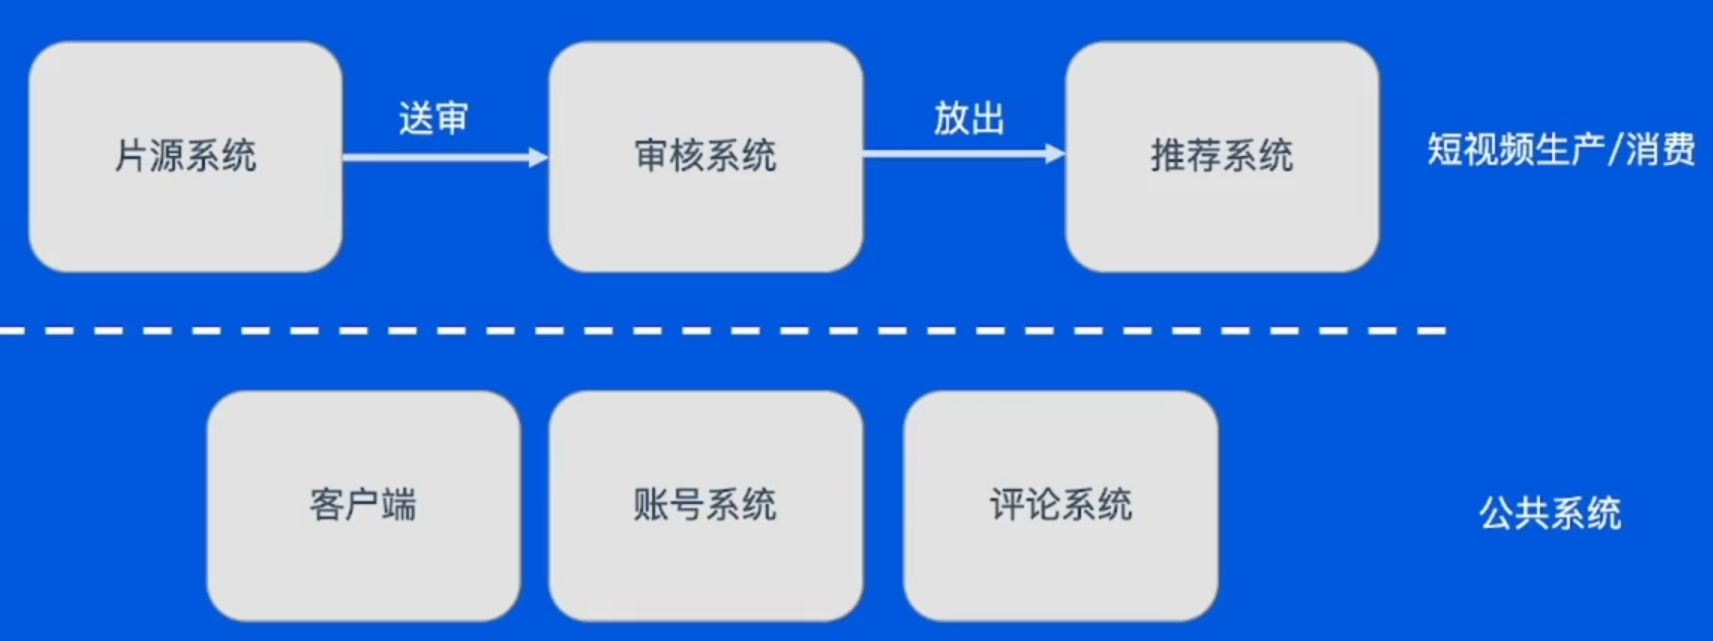 送审
放出
片源系统
审核系统
推荐系统
短视频生产/消费
客户端
账号系统
评论系统
公共系统